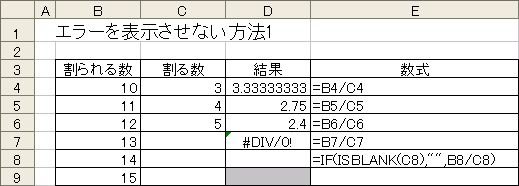 A B C D E
1 エラーを表示させない方法1
2
3 割られる数 割る数 結果 数式
4 10 3 3.33333333 =B4/C4
5 11 4 2.75 =B5/C5
6 12 5 2.4 =B6/C6
7 13 #DIV/0! =B7/C7
8 14 =IF(ISBLANK(C8),"",B8/C8)
9 15